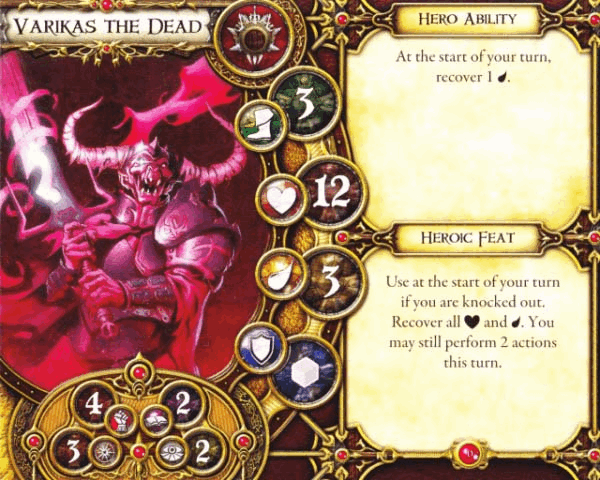 Varikas the Dead
3
12
3
4
2
3
2
Hero Ability
At the start of your turn,
recover 1 .
Heroic Feat
Use at the start of your turn
if you are knocked out.
Recover all and . You
may still perform 2 actions
this turn.